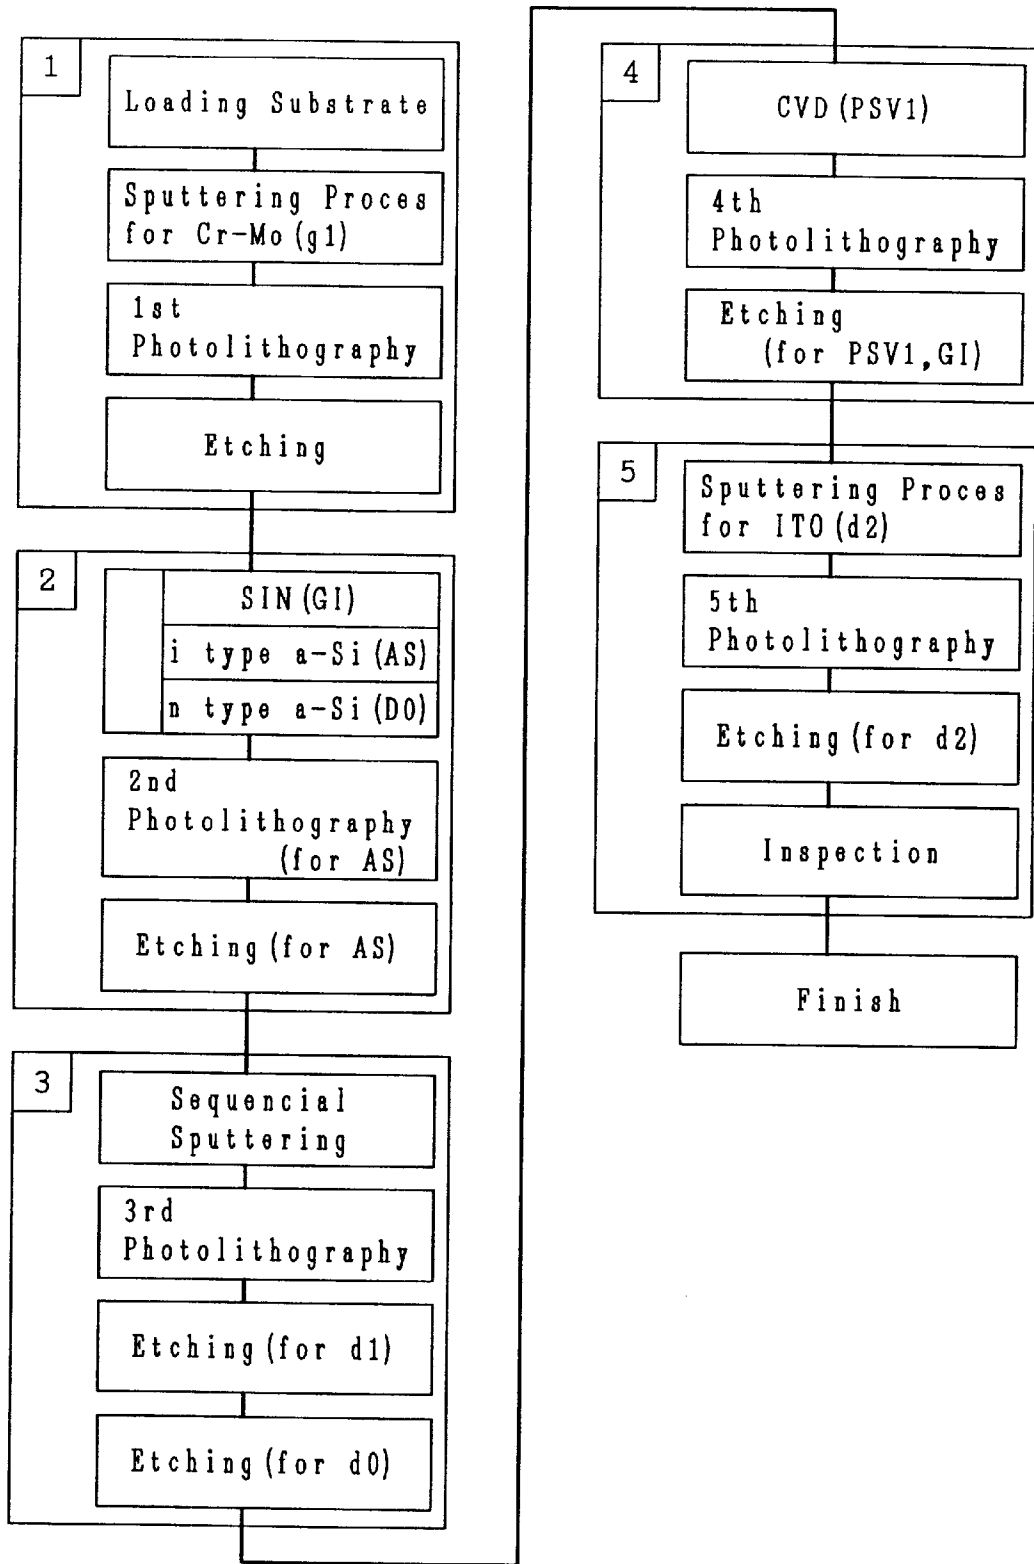 1
Loading Substrate
Sputtering Proces
for Cr-Mo(g1)
1st
Photolithography
Etching
2
SIN(GI)
i type a-Si(AS)
n type a-Si(D0)
2nd
Photolithography
(for AS)
Etching(for AS)
3
Sequencial
Sputtering
3rd
Photolithography
Etching(for d1)
Etching(for d0)
4
CVD(PSV1)
4th
Photolithography
Etching
(for PSV1,GI)
5
Sputtering Proces
for ITO(d2)
5th
Photolithography
Etching(for d2)
Inspection
Finish